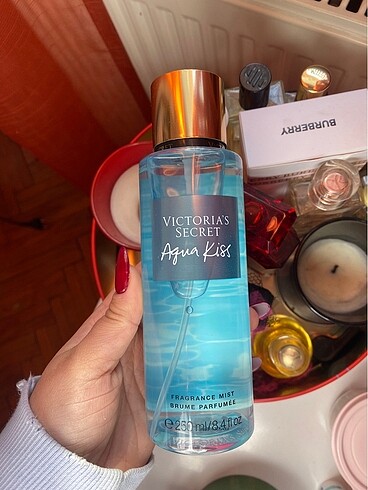 VICTORIA'S
SECRET
Aqua Kiss
FRAGRANCE MIST
BRUME PARFUMÉE
℮250 ml/8.4 fl oz
BURBERRY